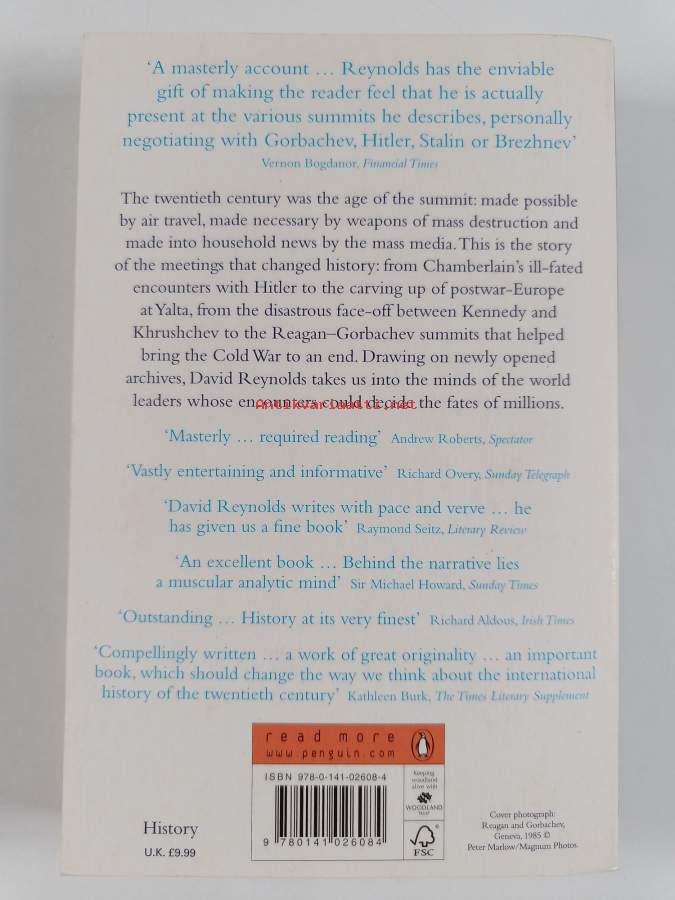 ‘A masterly account … Reynolds has the enviable
gift of making the reader feel that he is actually
present at the various summits he describes, personally
negotiating with Gorbachev, Hitler, Stalin or Brezhnev’
Vernon Bogdanor, Financial Times
The twentieth century was the age of the summit: made possible
by air travel, made necessary by weapons of mass destruction and
made into household news by the mass media. This is the story
of the meetings that changed history: from Chamberlain’s ill-fated
encounters with Hitler to the carving up of postwar-Europe
at Yalta, from the disastrous face-off between Kennedy and
Khrushchev to the Reagan–Gorbachev summits that helped
bring the Cold War to an end. Drawing on newly opened
archives, David Reynolds takes us into the minds of the world
leaders whose encounters could decide the fates of millions.
Antikvariaatti.net
‘Masterly … required reading’ Andrew Roberts, Spectator
‘Vastly entertaining and informative’ Richard Overy, Sunday Telegraph
‘David Reynolds writes with pace and verve … he
has given us a fine book’ Raymond Seitz, Literary Review
‘An excellent book … Behind the narrative lies
a muscular analytic mind’ Sir Michael Howard, Sunday Times
‘Outstanding … History at its very finest’ Richard Aldous, Irish Times
‘Compellingly written … a work of great originality … an important
book, which should change the way we think about the international
history of the twentieth century’ Kathleen Burk, The Times Literary Supplement
read more
www.penguin.com
ISBN 978-0-141-02608-4
9 780141 026084
Keeping
woodland
alive with
WOODLAND
TRUST
®
FSC
History
U.K. £9.99
Cover photograph:
Reagan and Gorbachev,
Geneva, 1985 ©
Peter Marlow/Magnum Photos